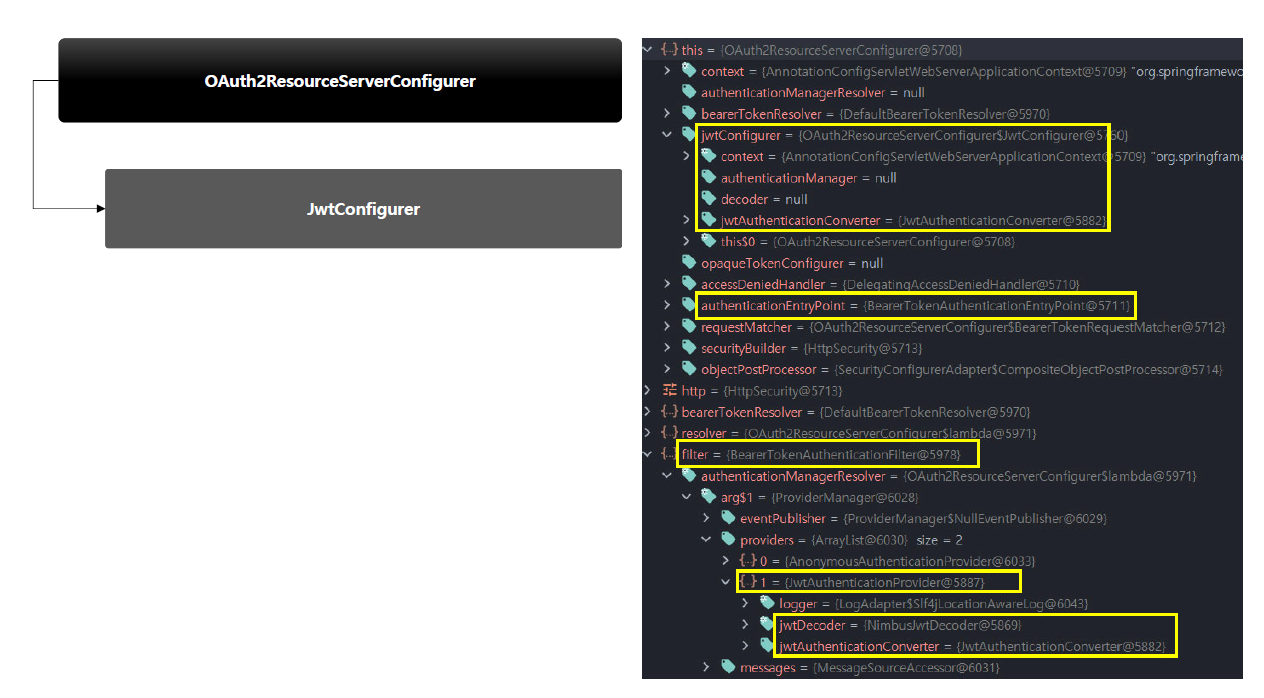 OAuth2ResourceServerConfigurer
JwtConfigurer
{..} this = {OAuth2ResourceServerConfigurer@5708}
context = {AnnotationConfigServletWebServerApplicationContext@5709} "org.springframewo
authenticationManagerResolver = null
bearerTokenResolver = {DefaultBearerTokenResolver@5970}
jwtConfigurer = {OAuth2ResourceServerConfigurer$JwtConfigurer@5760}
context = {AnnotationConfigServletWebServerApplicationContext@5709} "org.springframe
authenticationManager = null
decoder = null
jwtAuthenticationConverter = {JwtAuthenticationConverter@5882}
this$0 = {OAuth2ResourceServerConfigurer@5708}
opaqueTokenConfigurer = null
accessDeniedHandler = {DelegatingAccessDeniedHandler@5710}
authenticationEntryPoint = {BearerTokenAuthenticationEntryPoint@5711}
requestMatcher = {OAuth2ResourceServerConfigurer$BearerTokenRequestMatcher@5712}
securityBuilder = {HttpSecurity@5713}
objectPostProcessor = {SecurityConfigurerAdapter$CompositeObjectPostProcessor@5714}
http = {HttpSecurity@5713}
{..} bearerTokenResolver = {DefaultBearerTokenResolver@5970}
{..} resolver = {OAuth2ResourceServerConfigurer$lambda@5971}
{..} filter = {BearerTokenAuthenticationFilter@5978}
authenticationManagerResolver = {OAuth2ResourceServerConfigurer$lambda@5971}
arg$1 = {ProviderManager@6028}
eventPublisher = {ProviderManager$NullEventPublisher@6029}
providers = {ArrayList@6030} size = 2
{..} 0 = {AnonymousAuthenticationProvider@6033}
{..} 1 = {JwtAuthenticationProvider@5887}
logger = {LogAdapter$Slf4jLocationAwareLog@6043}
jwtDecoder = {NimbusJwtDecoder@5869}
jwtAuthenticationConverter = {JwtAuthenticationConverter@5882}
messages = {MessageSourceAccessor@6031}